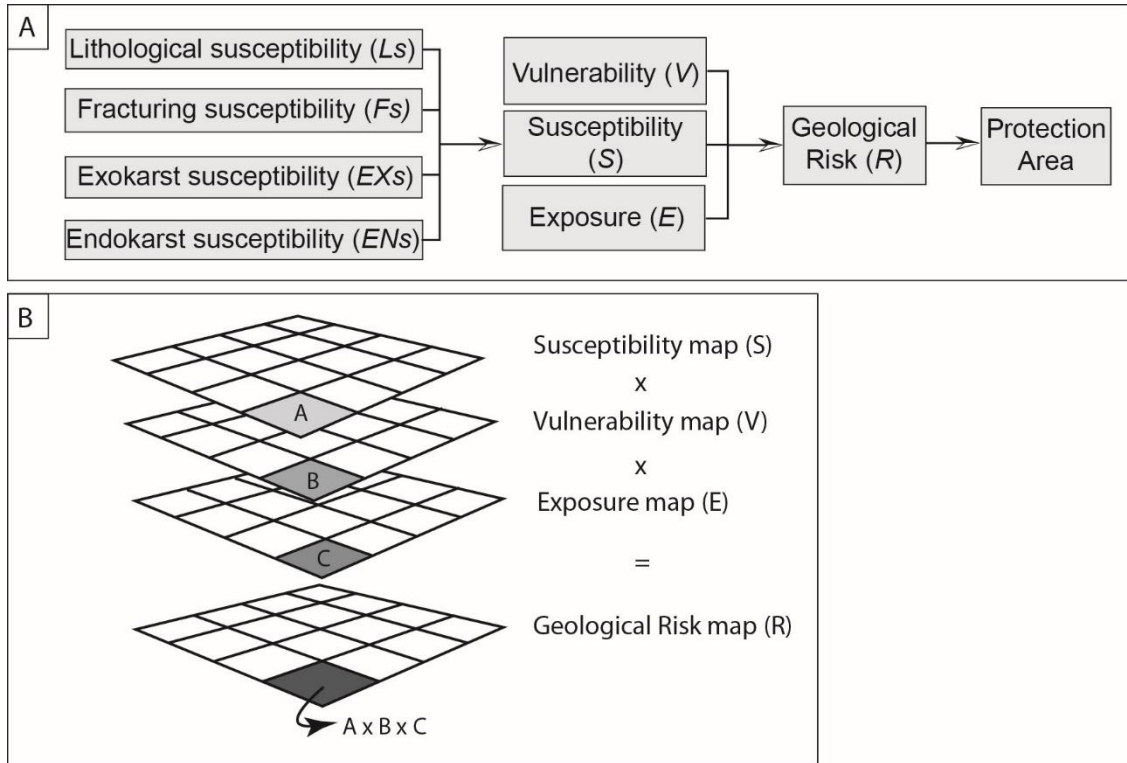 A
Lithological susceptibility (Ls)
Fracturing susceptibility (Fs)
Exokarst susceptibility (EXs)
Endokarst susceptibility (ENs)
Vulnerability (V)
Susceptibility
(S)
Exposure (E)
Geological
Risk (R)
Protection
Area
B
Susceptibility map (S)
x
Vulnerability map (V)
x
Exposure map (E)
=
Geological Risk map (R)
A
B
C
A x B x C